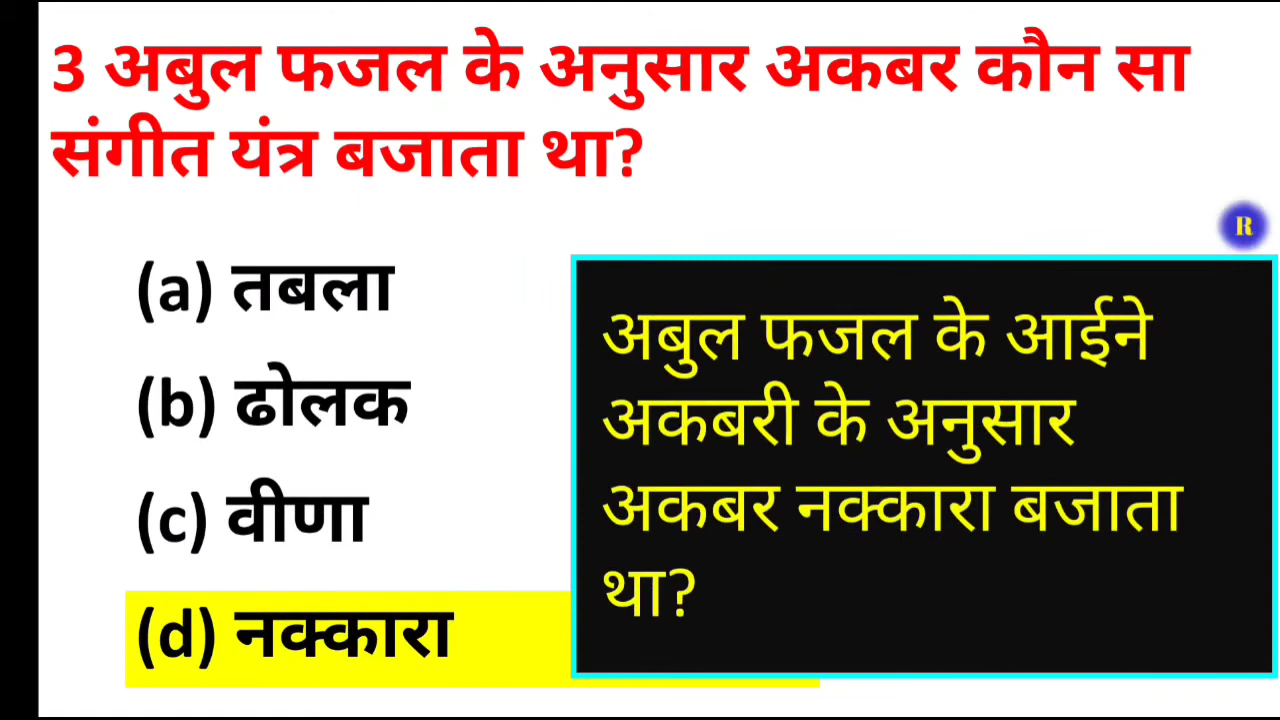 3 अबुल फजल के अनुसार अकबर कौन सा
संगीत यंत्र बजाता था?
R
(a) तबला
(b) ढोलक
(c) वीणा
(d) नक्कारा
अबुल फजल के आईने
अकबरी के अनुसार
अकबर नक्कारा बजाता
था?